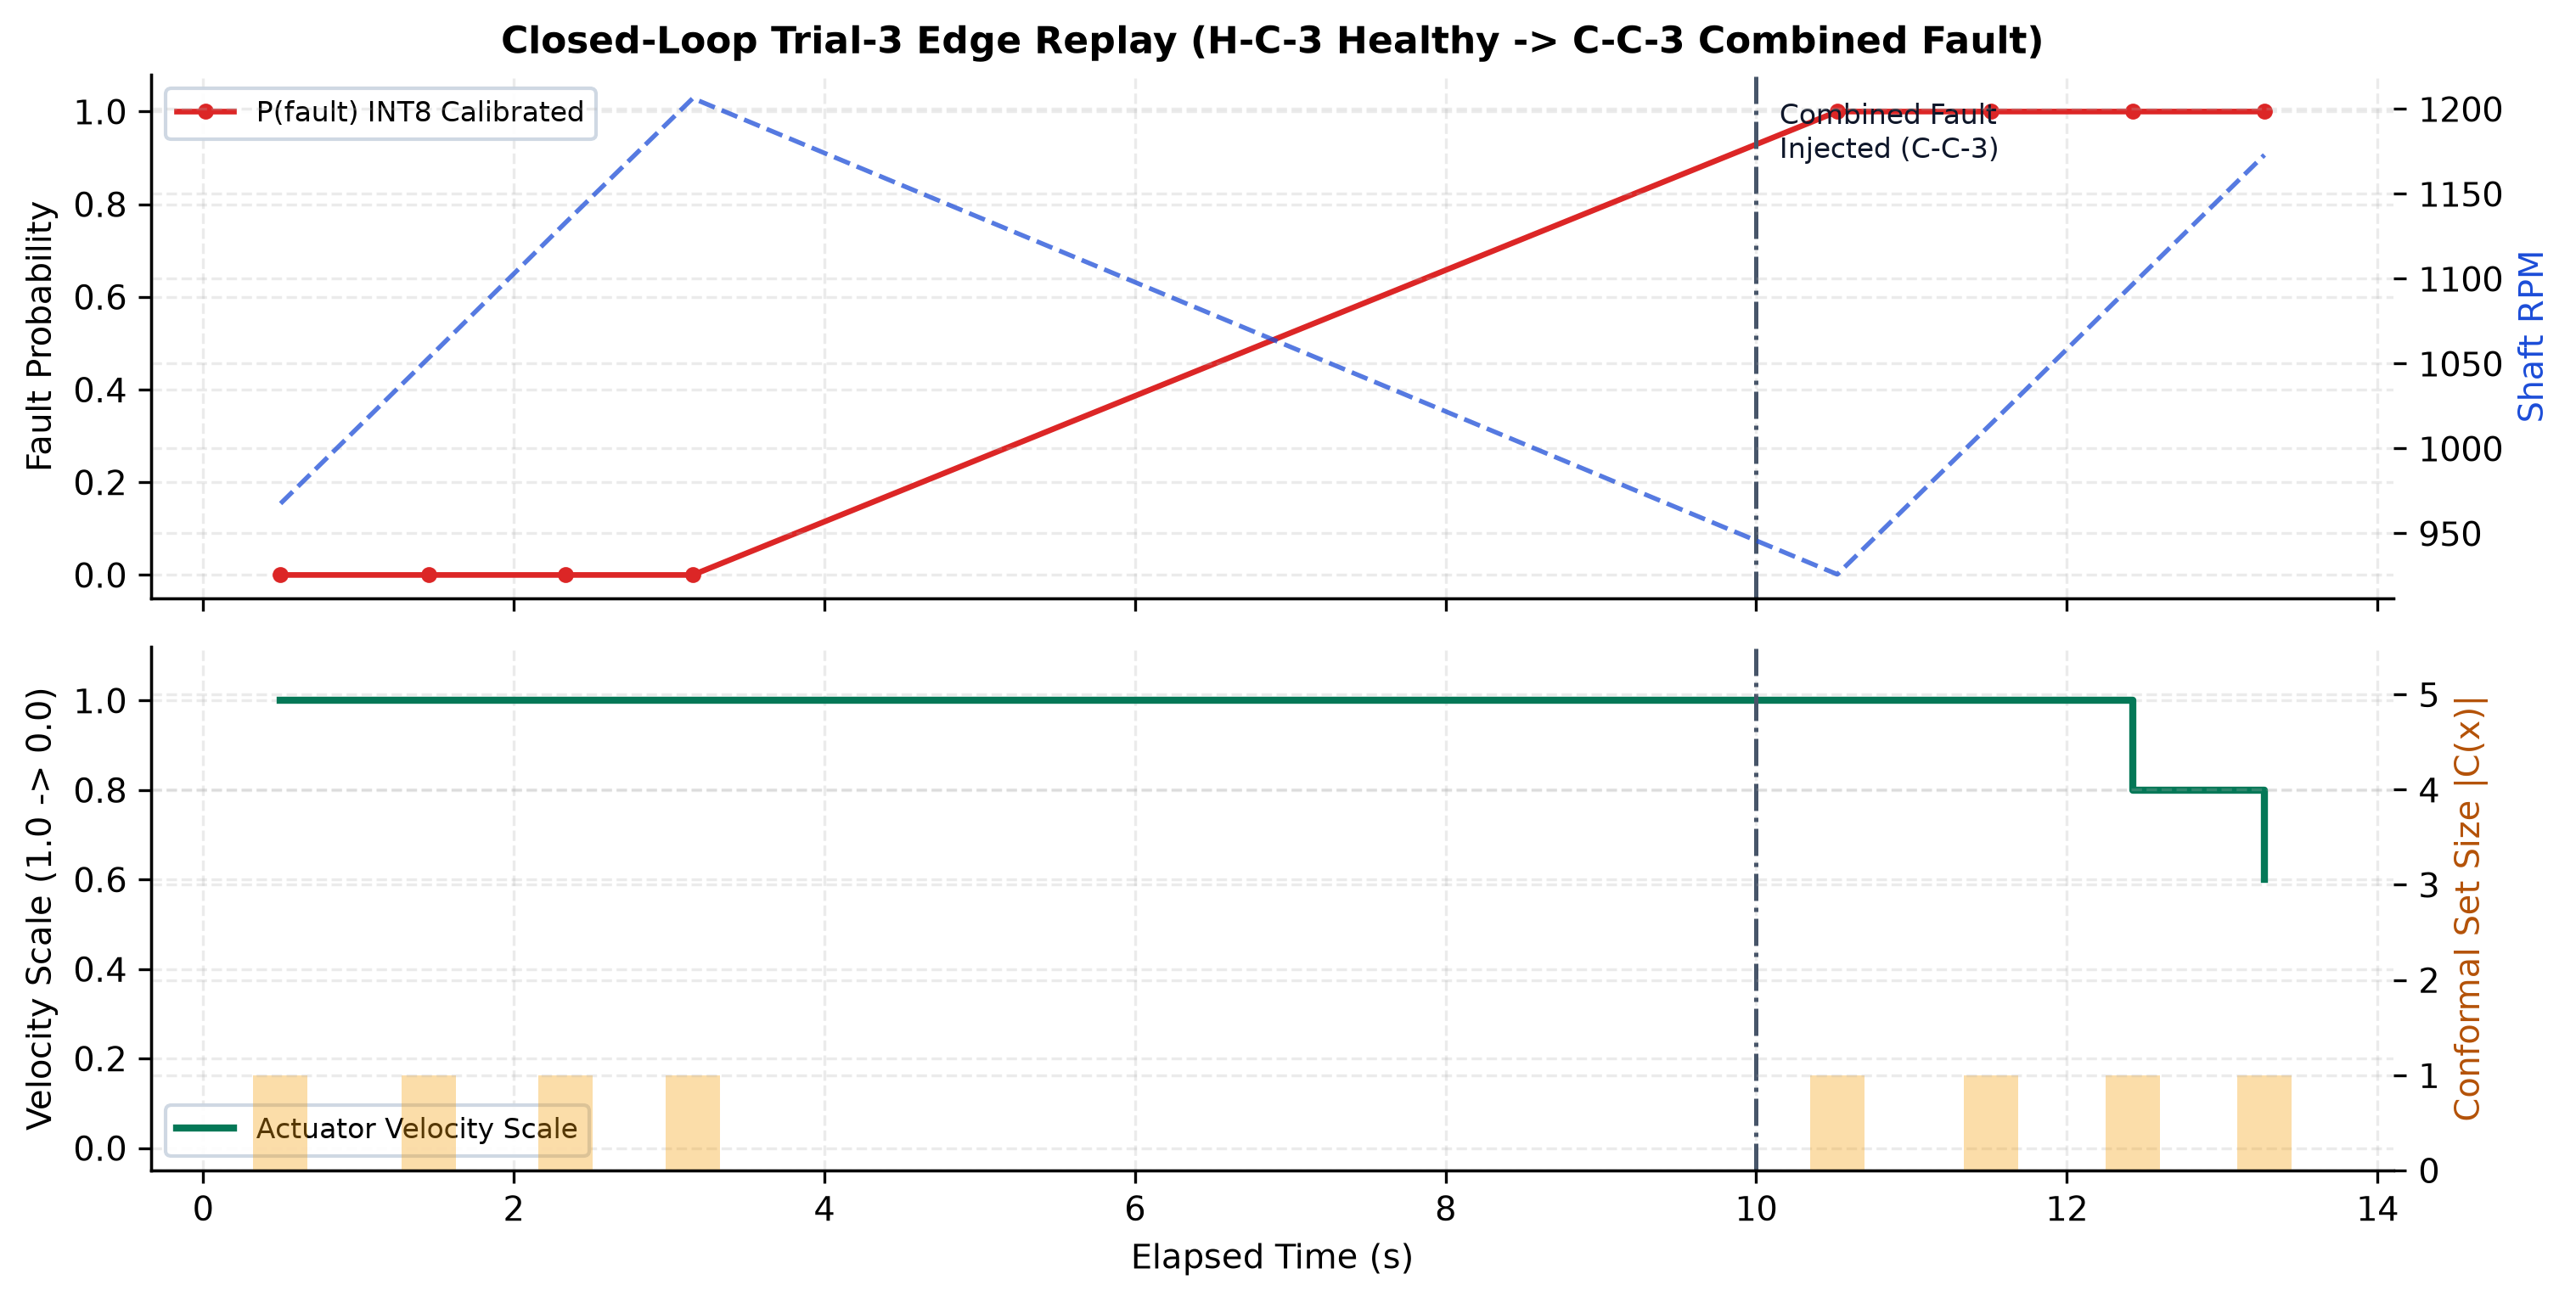 Closed-Loop Trial-3 Edge Replay (H-C-3 Healthy -> C-C-3 Combined Fault)
P(fault) INT8 Calibrated
Combined Fault
Injected (C-C-3)
Fault Probability
1.0
0.8
0.6
0.4
0.2
0.0
1200
1150
1100
1050
1000
950
Shaft RPM
Velocity Scale (1.0 -> 0.0)
1.0
0.8
0.6
0.4
0.2
0.0
Actuator Velocity Scale
5
4
3
2
1
0
Conformal Set Size |C(x)|
0 2 4 6 8 10 12 14
Elapsed Time (s)